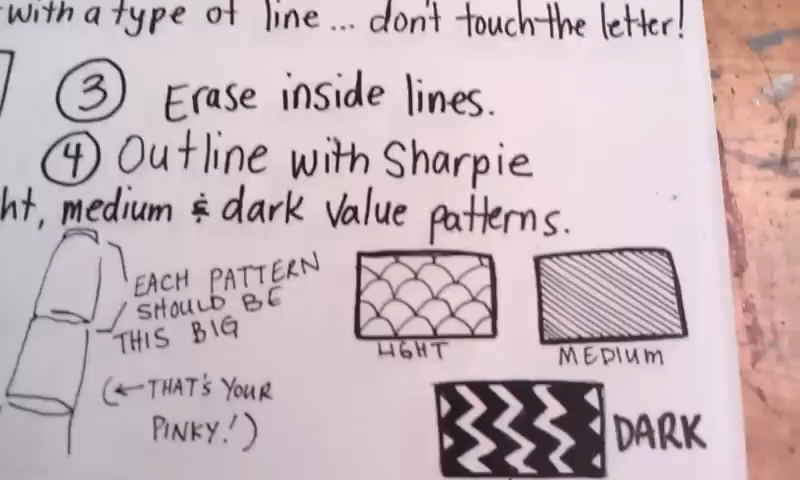 with a type of line... don't touch the letter!
3 Erase inside lines.
4 Outline with Sharpie
ht, medium & dark value patterns.
EACH PATTERN
SHOULD BE
THIS BIG
(← THAT'S YOUR
PINKY!)
LIGHT
MEDIUM
DARK